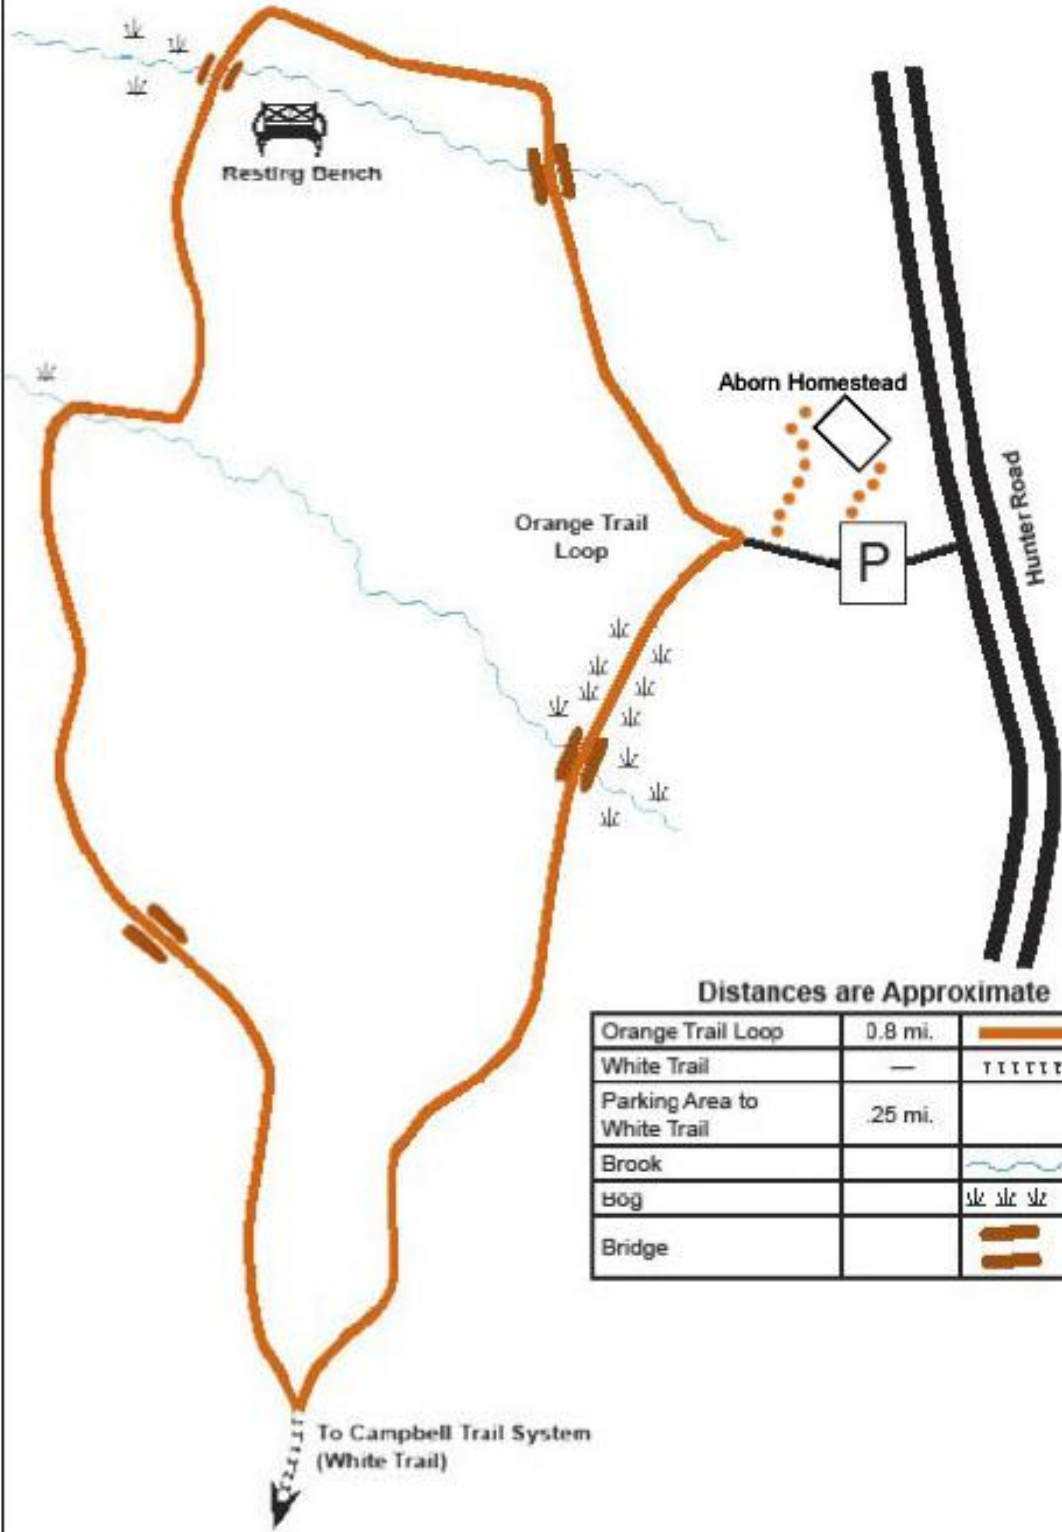 Resting Bench
Aborn Homestead
Hunter Road
Orange Trail
Loop
P
Distances are Approximate
Orange Trail Loop 0.8 mi.
White Trail —
Parking Area to
White Trail .25 mi.
Brook
Bog
Bridge
To Campbell Trail System
(White Trail)